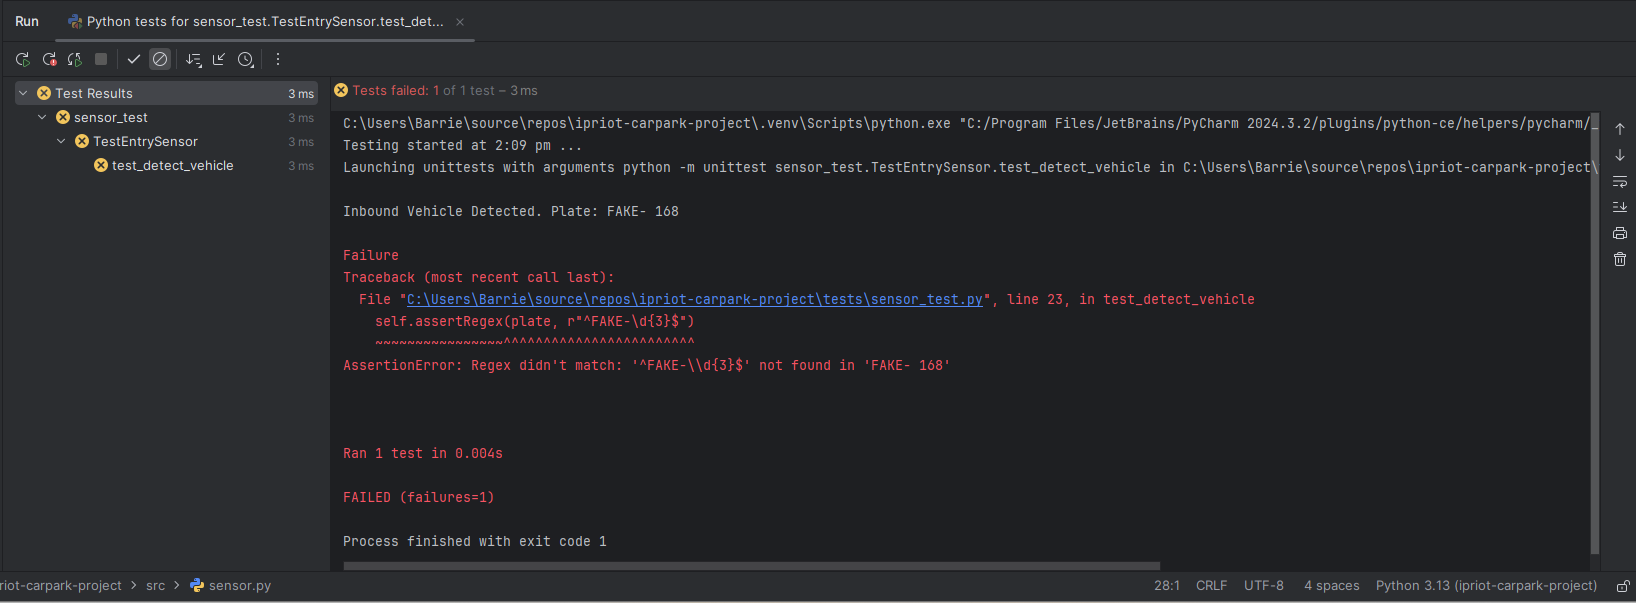 Run Python tests for sensor_test.TestEntrySensor.test_det...
Test Results 3 ms
sensor_test 3 ms
TestEntrySensor 3 ms
test_detect_vehicle 3 ms
Tests failed: 1 of 1 test – 3 ms
C:\Users\Barrie\source\repos\ipriot-carpark-project\.venv\Scripts\python.exe "C:/Program Files/JetBrains/PyCharm 2024.3.2/plugins/python-ce/helpers/pycharm/_
Testing started at 2:09 pm ...
Launching unittests with arguments python -m unittest sensor_test.TestEntrySensor.test_detect_vehicle in C:\Users\Barrie\source\repos\ipriot-carpark-project\
Inbound Vehicle Detected. Plate: FAKE- 168
Failure
Traceback (most recent call last):
File "C:\Users\Barrie\source\repos\ipriot-carpark-project\tests\sensor_test.py", line 23, in test_detect_vehicle
self.assertRegex(plate, r"^FAKE-\d{3}$")
~~~~~~~~~~~~~~~~^^^^^^^^^^^^^^^^^^^^^^^^
AssertionError: Regex didn't match: '^FAKE-\\d{3}$' not found in 'FAKE- 168'
Ran 1 test in 0.004s
FAILED (failures=1)
Process finished with exit code 1
riot-carpark-project > src > sensor.py 28:1 CRLF UTF-8 4 spaces Python 3.13 (ipriot-carpark-project)